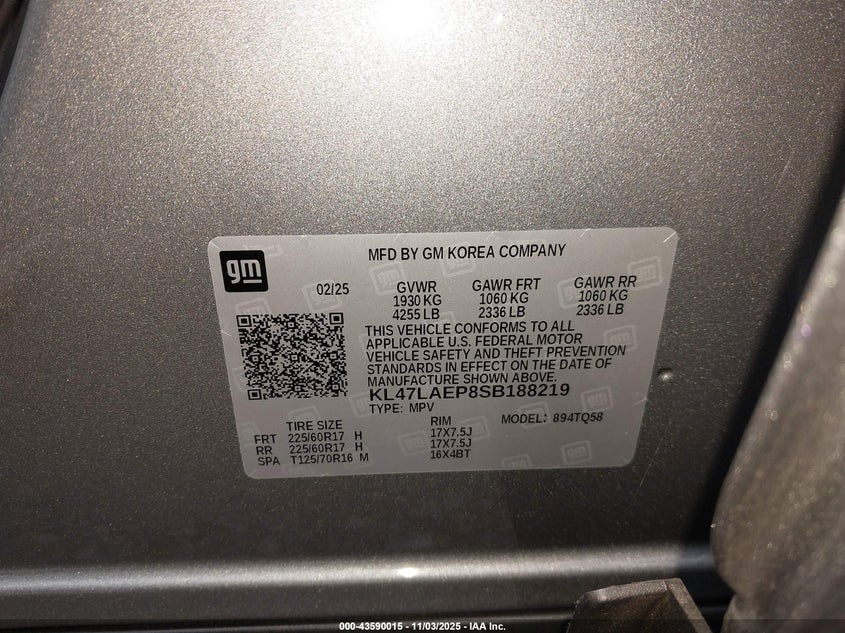 gm
MFD BY GM KOREA COMPANY
02/25 GVWR GAWR FRT GAWR RR
1930 KG 1060 KG 1060 KG
4255 LB 2336 LB 2336 LB
THIS VEHICLE CONFORMS TO ALL
APPLICABLE U.S. FEDERAL MOTOR
VEHICLE SAFETY AND THEFT PREVENTION
STANDARDS IN EFFECT ON THE DATE OF
MANUFACTURE SHOWN ABOVE.
KL47LAEP8SB188219
TYPE: MPV MODEL: 894TQ58
TIRE SIZE RIM
FRT 225/60R17 H 17X7.5J
RR 225/60R17 H 17X7.5J
SPA T125/70R16 M 16X4BT
000-43590015 - 11/03/2025 - IAA Inc.